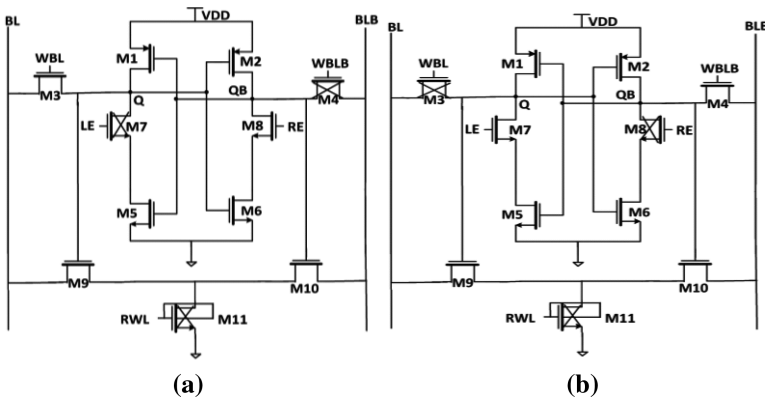 BL
VDD
BLB
WBL
M1
M2
WBLB
M3
Q
QB
M4
LE
M7
M8
RE
M5
M6
M9
M10
RWL
M11
(a)
BL
VDD
BLB
WBL
M1
M2
WBLB
M3
Q
QB
M4
LE
M7
M8
RE
M5
M6
M9
M10
RWL
M11
(b)